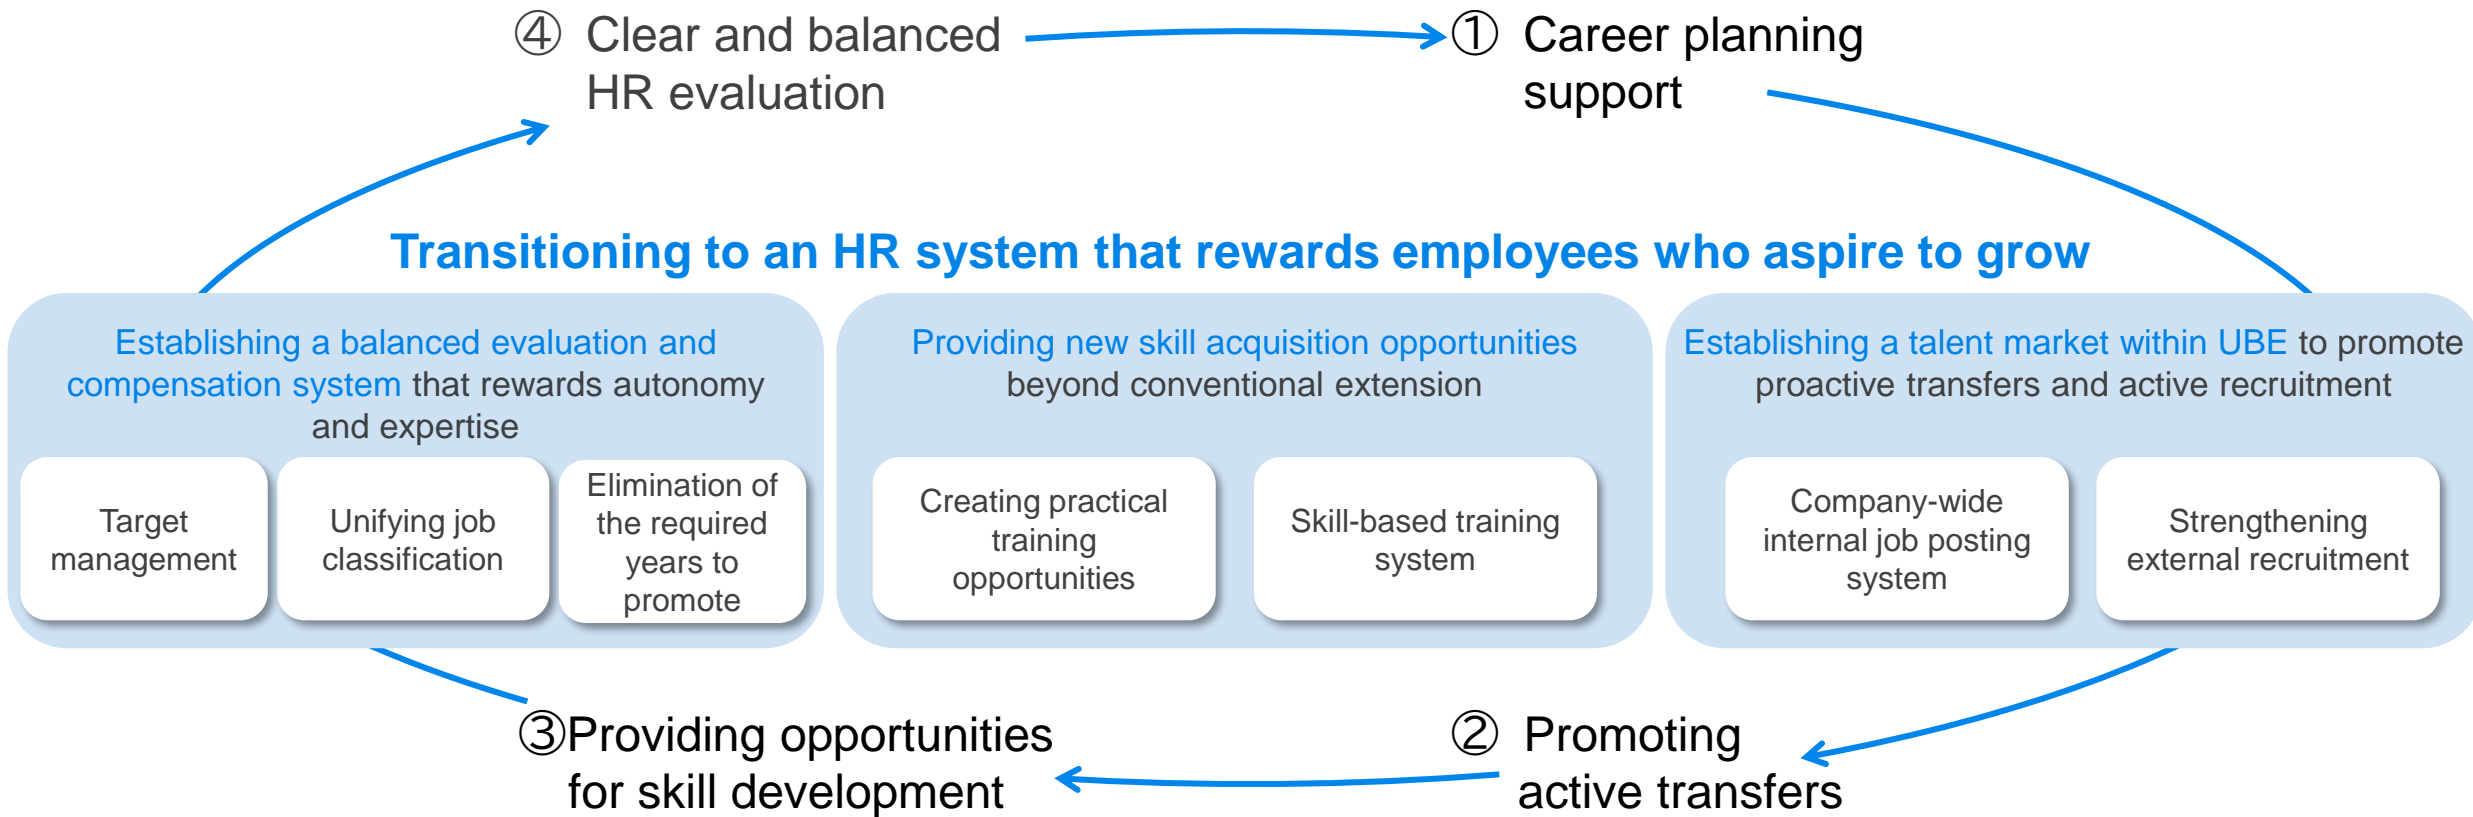 ④ Clear and balanced
HR evaluation
① Career planning
support
Transitioning to an HR system that rewards employees who aspire to grow
Establishing a balanced evaluation and
compensation system that rewards autonomy
and expertise
Target
management
Unifying job
classification
Elimination of
the required
years to
promote
Providing new skill acquisition opportunities
beyond conventional extension
Creating practical
training
opportunities
Skill-based training
system
Establishing a talent market within UBE to promote
proactive transfers and active recruitment
Company-wide
internal job posting
system
Strengthening
external recruitment
③Providing opportunities
for skill development
② Promoting
active transfers